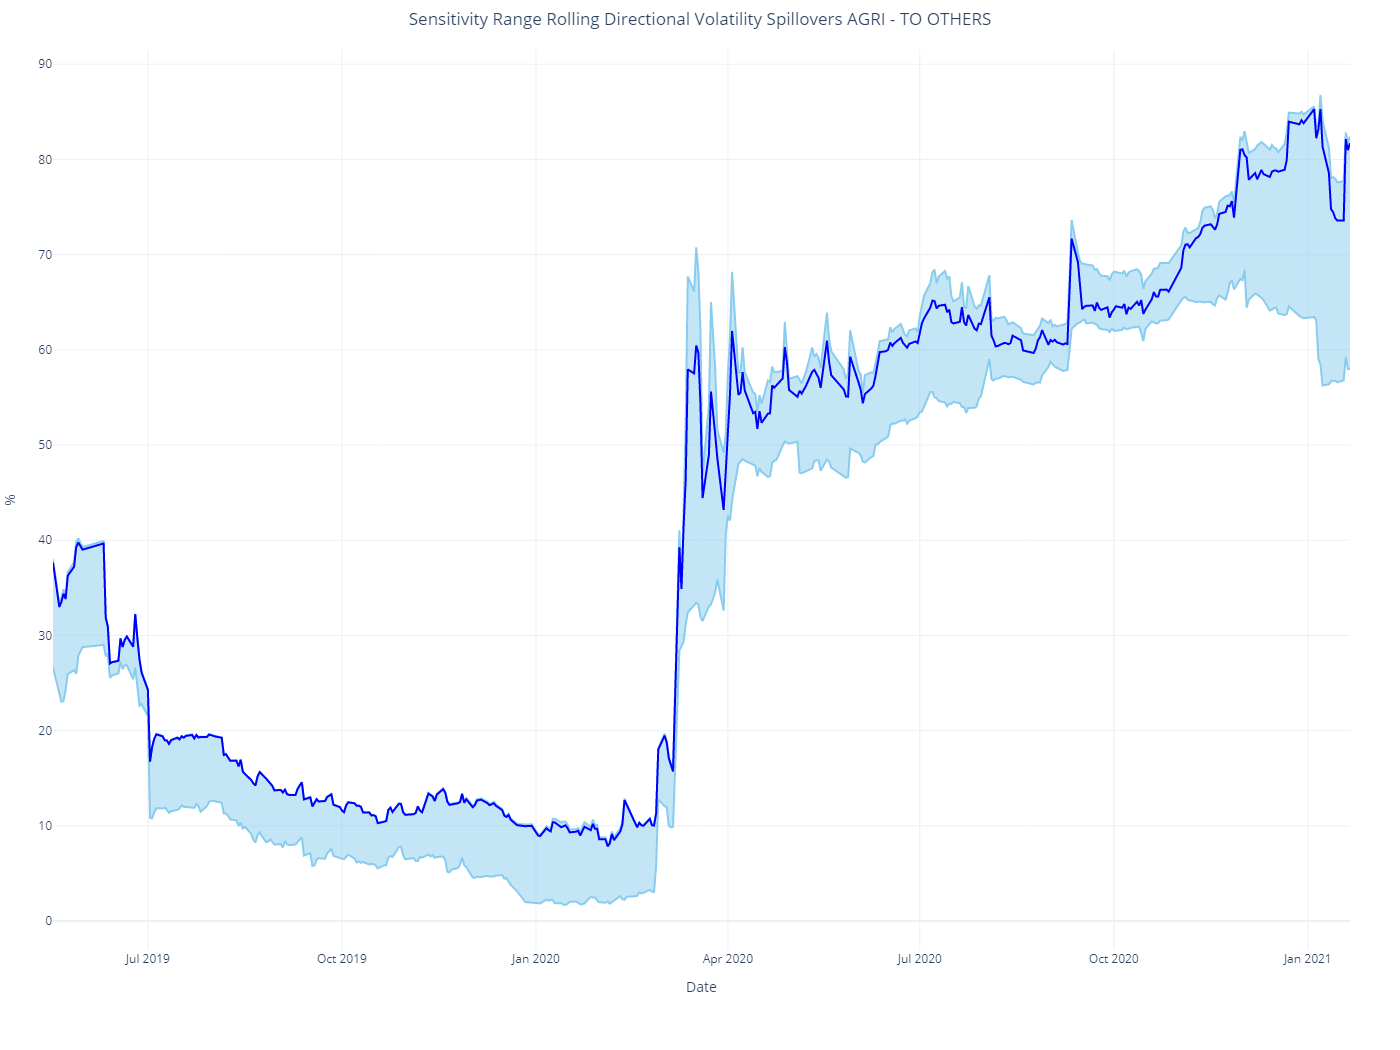 Sensitivity Range Rolling Directional Volatility Spillovers AGRI - TO OTHERS
90
80
70
60
50
40
30
20
10
0
%
Jul 2019
Oct 2019
Jan 2020
Apr 2020
Jul 2020
Oct 2020
Jan 2021
Date